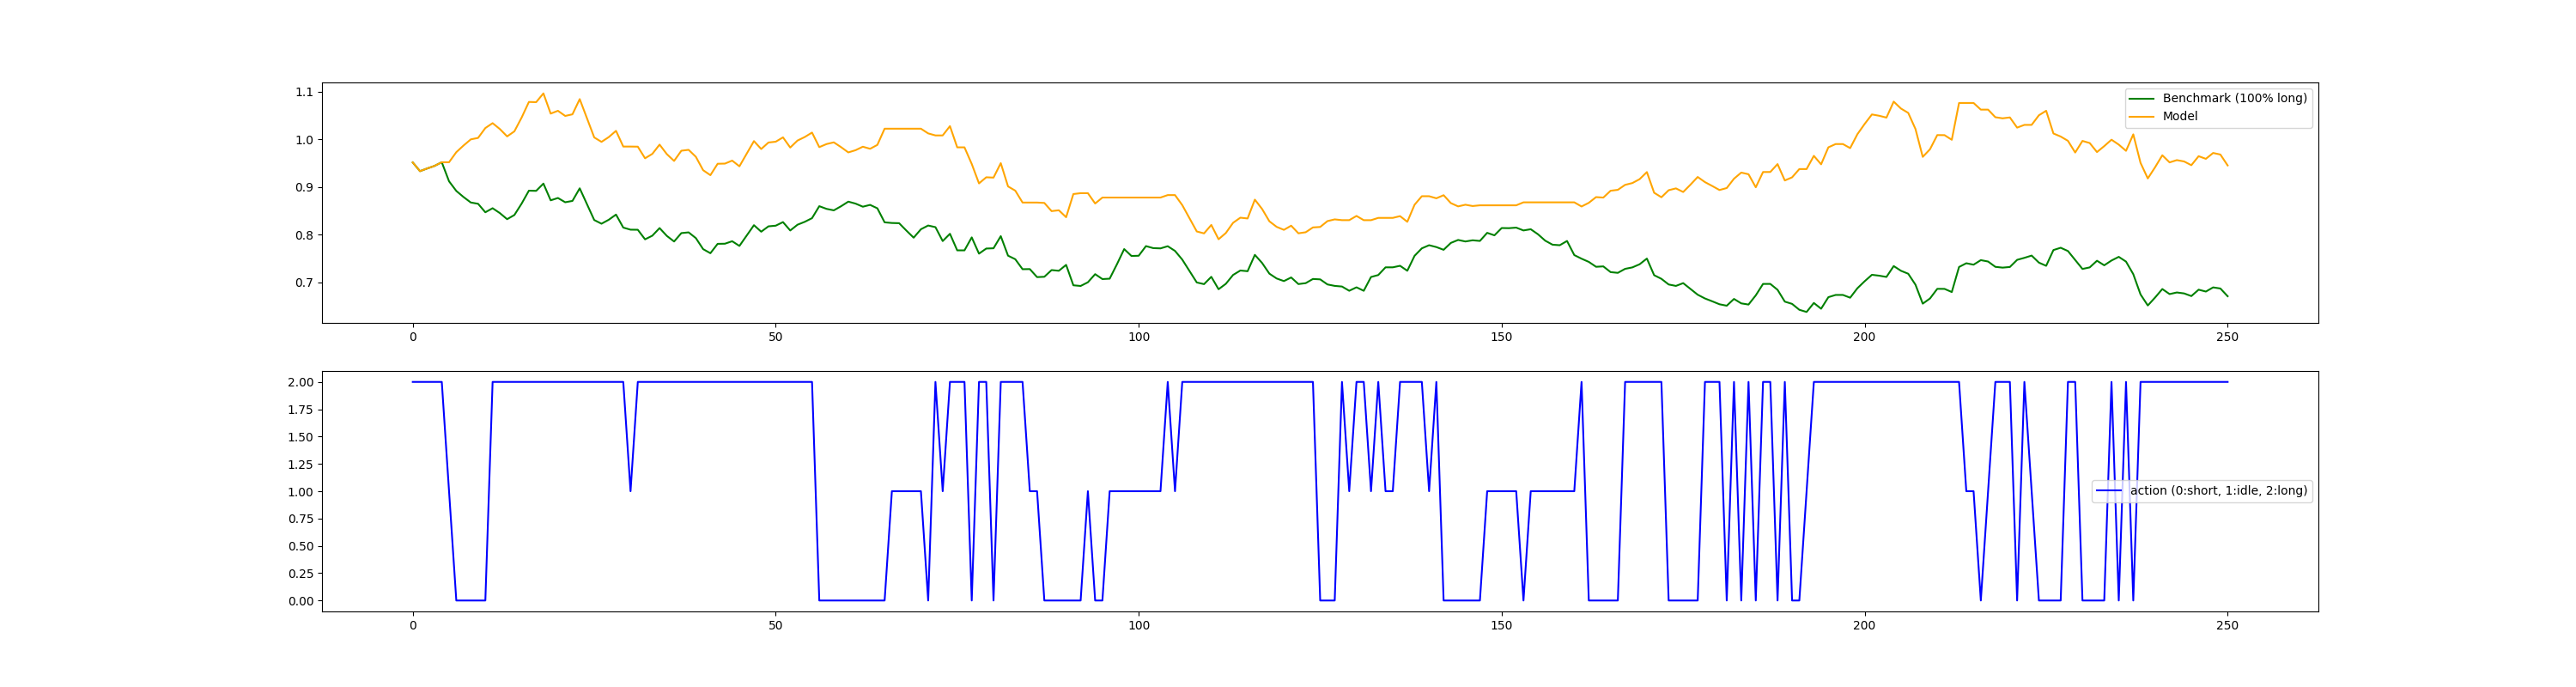 1.1
1.0
0.9
0.8
0.7
Benchmark (100% long)
Model
0 50 100 150 200 250
2.00
1.75
1.50
1.25
1.00
0.75
0.50
0.25
0.00
action (0:short, 1:idle, 2:long)
0 50 100 150 200 250